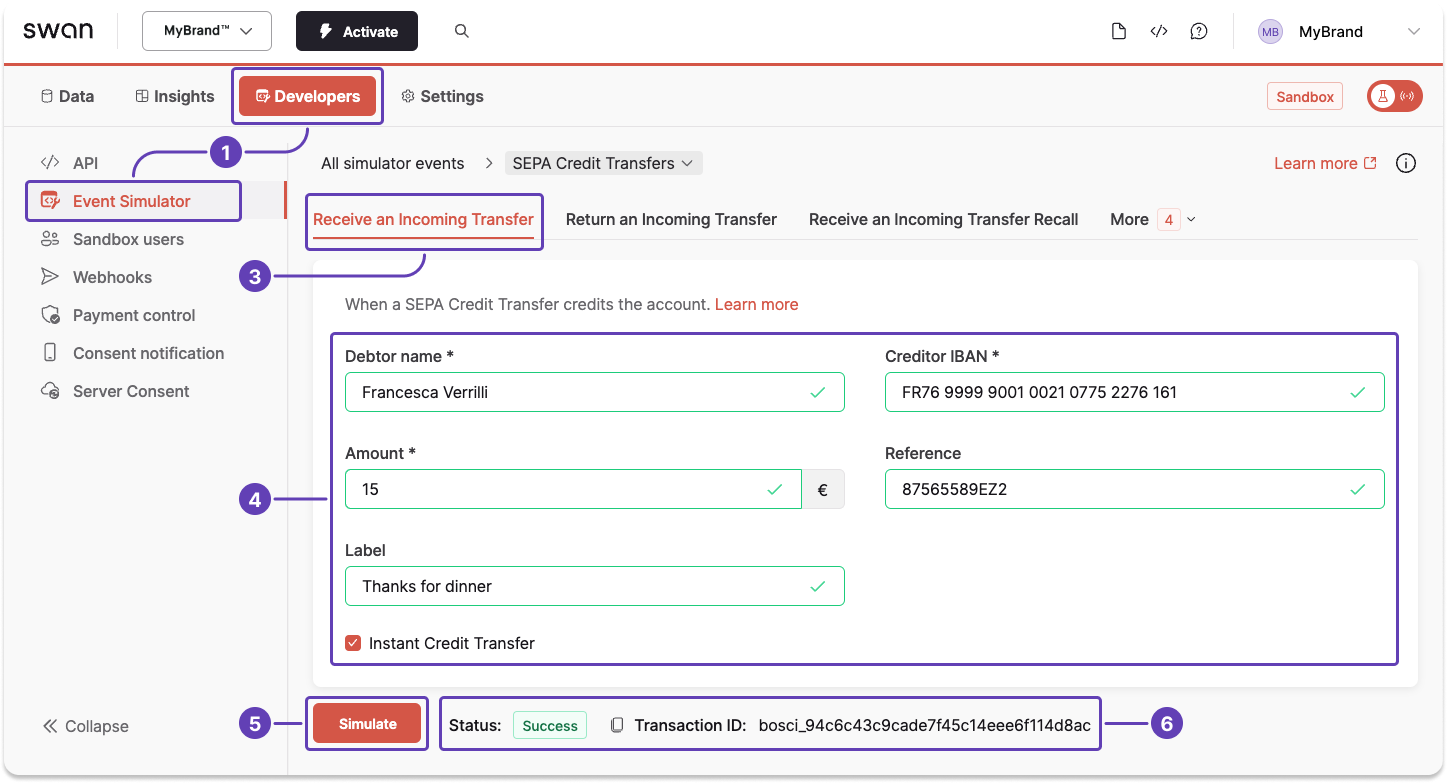 swan
MyBrand™
Activate
MB
MyBrand
Data
Insights
Developers
Settings
Sandbox
1
API
Event Simulator
Sandbox users
Webhooks
Payment control
Consent notification
Server Consent
Collapse
All simulator events > SEPA Credit Transfers
Learn more
Receive an Incoming Transfer
Return an Incoming Transfer
Receive an Incoming Transfer Recall
More 4
3
When a SEPA Credit Transfer credits the account. Learn more
Debtor name *
Francesca Verrilli
Creditor IBAN *
FR76 9999 9001 0021 0775 2276 161
Amount *
15 €
Reference
87565589EZ2
4
Label
Thanks for dinner
Instant Credit Transfer
5
Simulate
Status: Success
Transaction ID: bosci_94c6c43c9cade7f45c14eee6f114d8ac
6